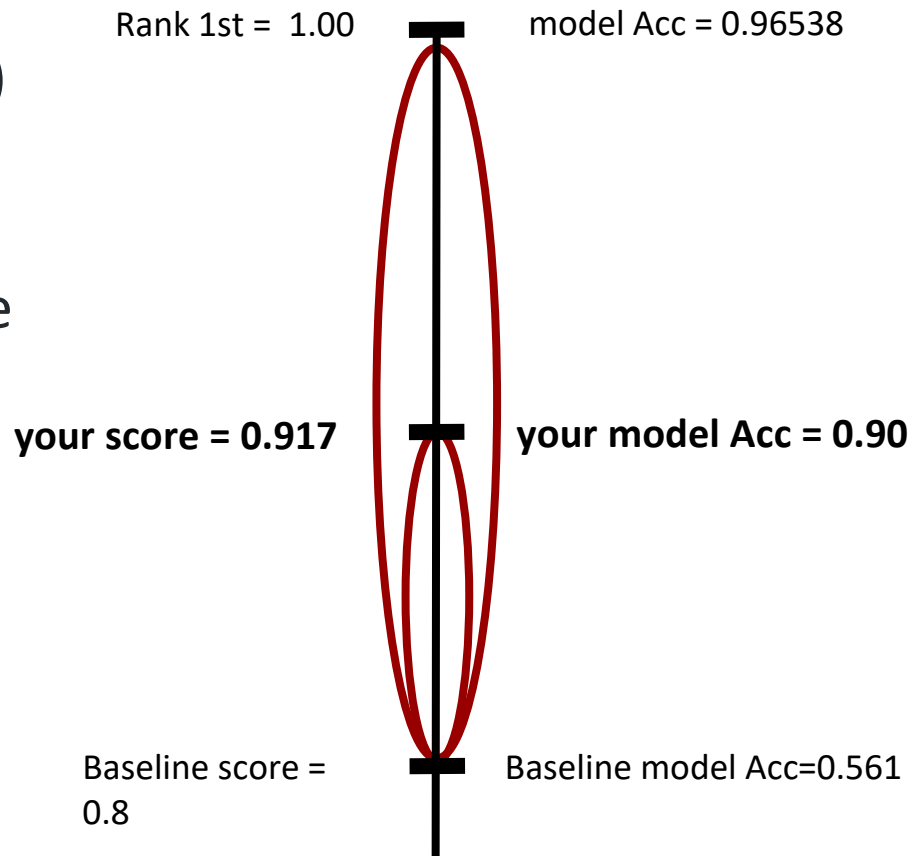 Rank 1st =  1.00
model Acc = 0.96538
)
e
your score = 0.917
your model Acc = 0.90
Baseline score =
0.8
Baseline model Acc=0.561